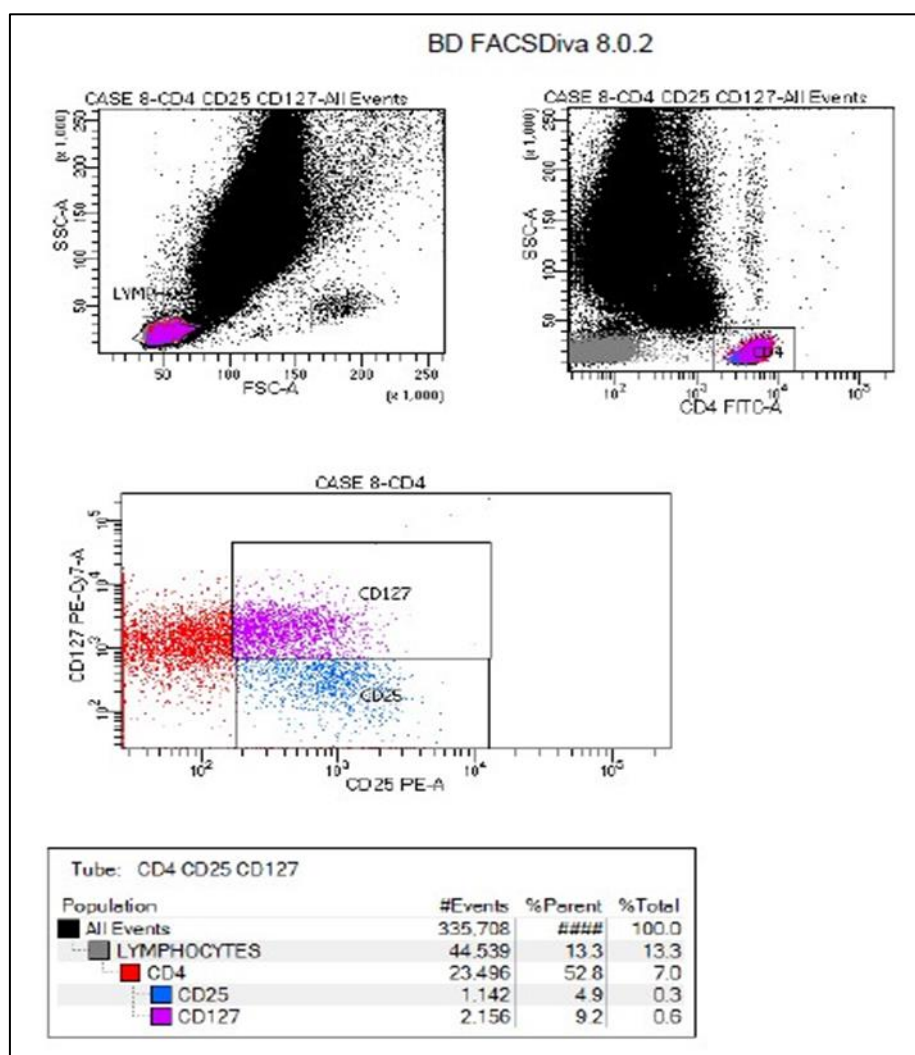 BD FACSDiva 8.0.2
CASE 8-CD4 CD25 CD127-All Events
SSC-A
(x 1,000)
250
200
150
100
50
LYMPHO
50 100 150 200 250
FSC-A
(x 1,000)
CASE 8-CD4 CD25 CD127-All Events
SSC-A
(x 1,000)
250
200
150
100
50
CD4
10² 10³ 10⁴ 10⁵
CD4 FITC-A
CASE 8-CD4
CD127 PE-Cy7-A
10⁵
10⁴
10³
10²
CD127
CD25
10² 10³ 10⁴ 10⁵
CD25 PE-A
Tube: CD4 CD25 CD127
Population #Events %Parent %Total
All Events 335,708 #### 100.0
LYMPHOCYTES 44.539 13.3 13.3
CD4 23.496 52.8 7.0
CD25 1.142 4.9 0.3
CD127 2.156 9.2 0.6